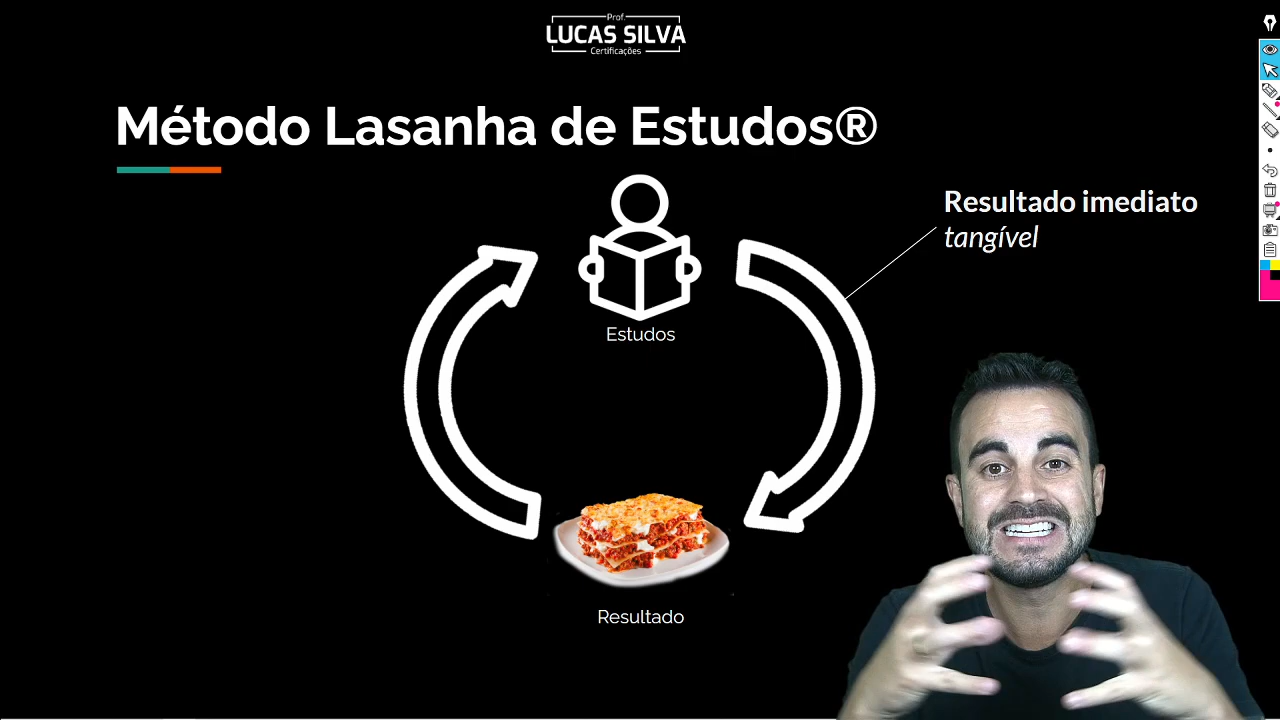 Prof.
LUCAS SILVA
Certificações
Método Lasanha de Estudos®
Resultado imediato
tangível
Estudos
Resultado